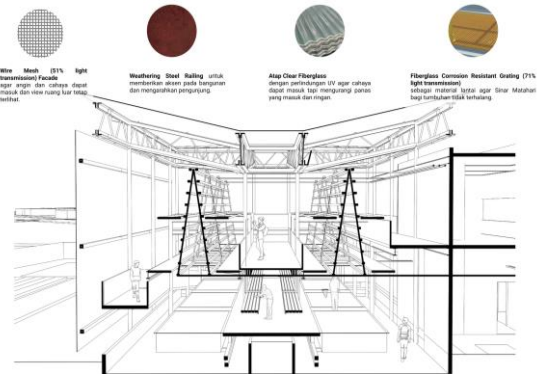 Wire Mesh (51% light
transmission) Facade
agar angin dan cahaya dapat
masuk dan view ruang luar tetap
terlihat.
Weathering Steel Railing untuk
memberikan aksen pada bangunan
dan mengarahkan pengunjung.
Atap Clear Fiberglass
dengan perlindungan UV agar cahaya
dapat masuk tapi mengurangi panas
yang masuk dan ringan.
Fiberglass Corrosion Resistant Grating (71%
light transmission)
sebagai material lantai agar Sinar Matahari
bagi tumbuhan tidak terhalang.